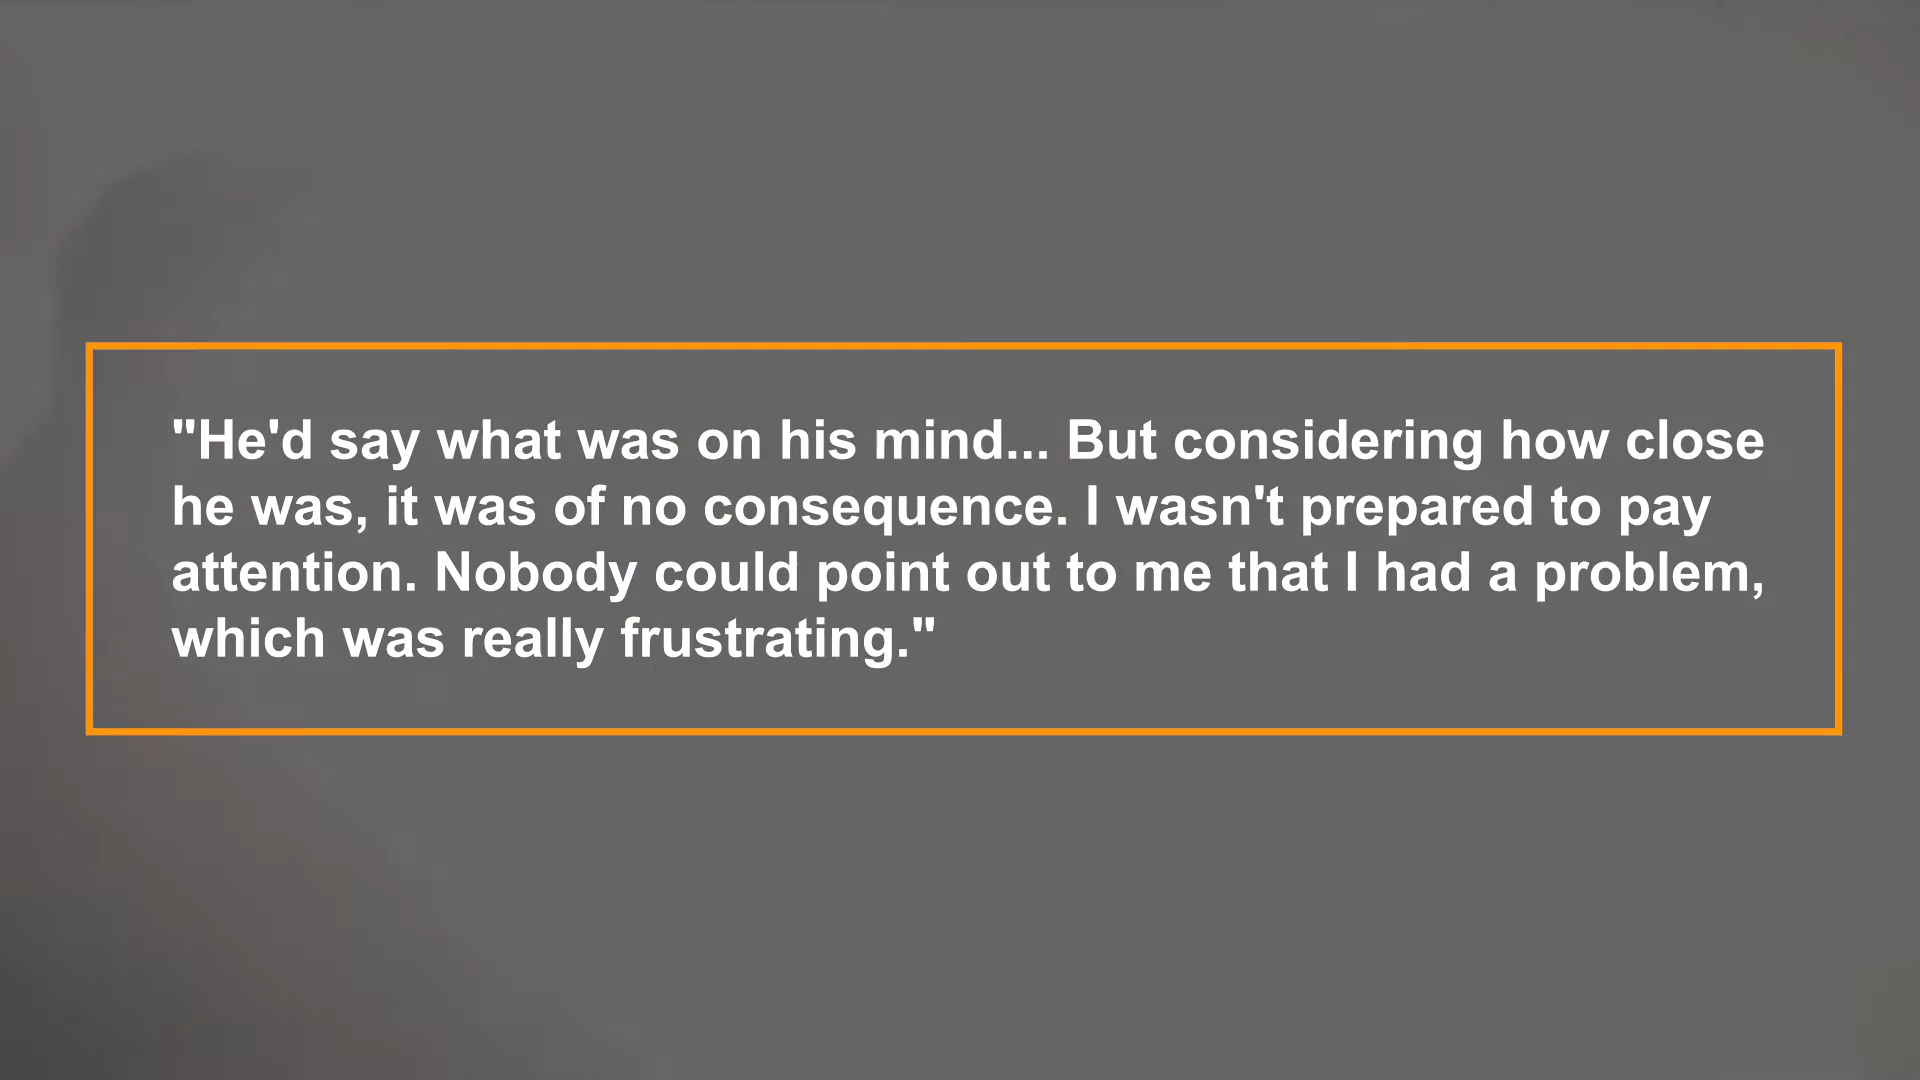 "He'd say what was on his mind... But considering how close
he was, it was of no consequence. I wasn't prepared to pay
attention. Nobody could point out to me that I had a problem,
which was really frustrating."